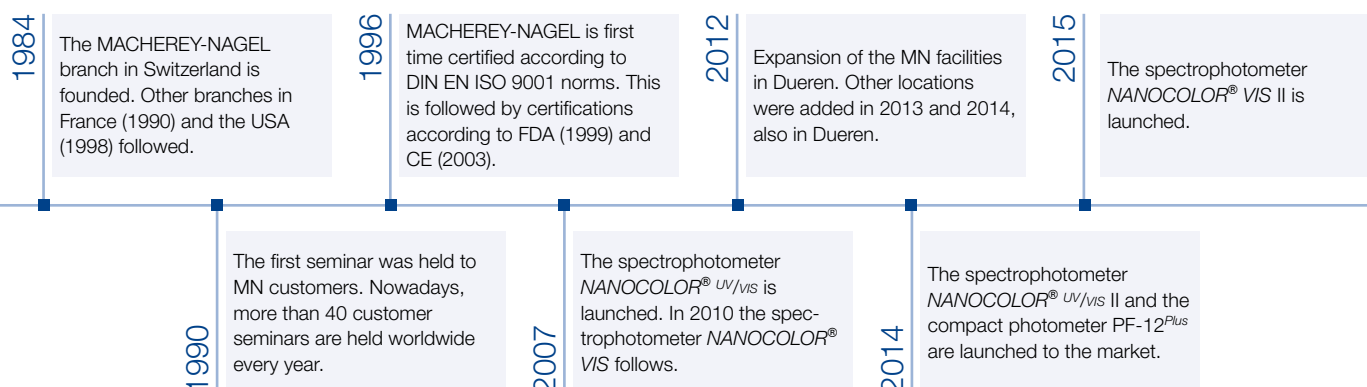 1984
The MACHEREY-NAGEL
branch in Switzerland is
founded. Other branches in
France (1990) and the USA
(1998) followed.
1990
The first seminar was held to
MN customers. Nowadays,
more than 40 customer
seminars are held worldwide
every year.
1996
MACHEREY-NAGEL is first
time certified according to
DIN EN ISO 9001 norms. This
is followed by certifications
according to FDA (1999) and
CE (2003).
2007
The spectrophotometer
NANOCOLOR® UV/VIS is
launched. In 2010 the spec-
trophotometer NANOCOLOR®
VIS follows.
2012
Expansion of the MN facilities
in Dueren. Other locations
were added in 2013 and 2014,
also in Dueren.
2014
The spectrophotometer
NANOCOLOR® UV/VIS II and the
compact photometer PF-12Plus
are launched to the market.
2015
The spectrophotometer
NANOCOLOR® VIS II is
launched.